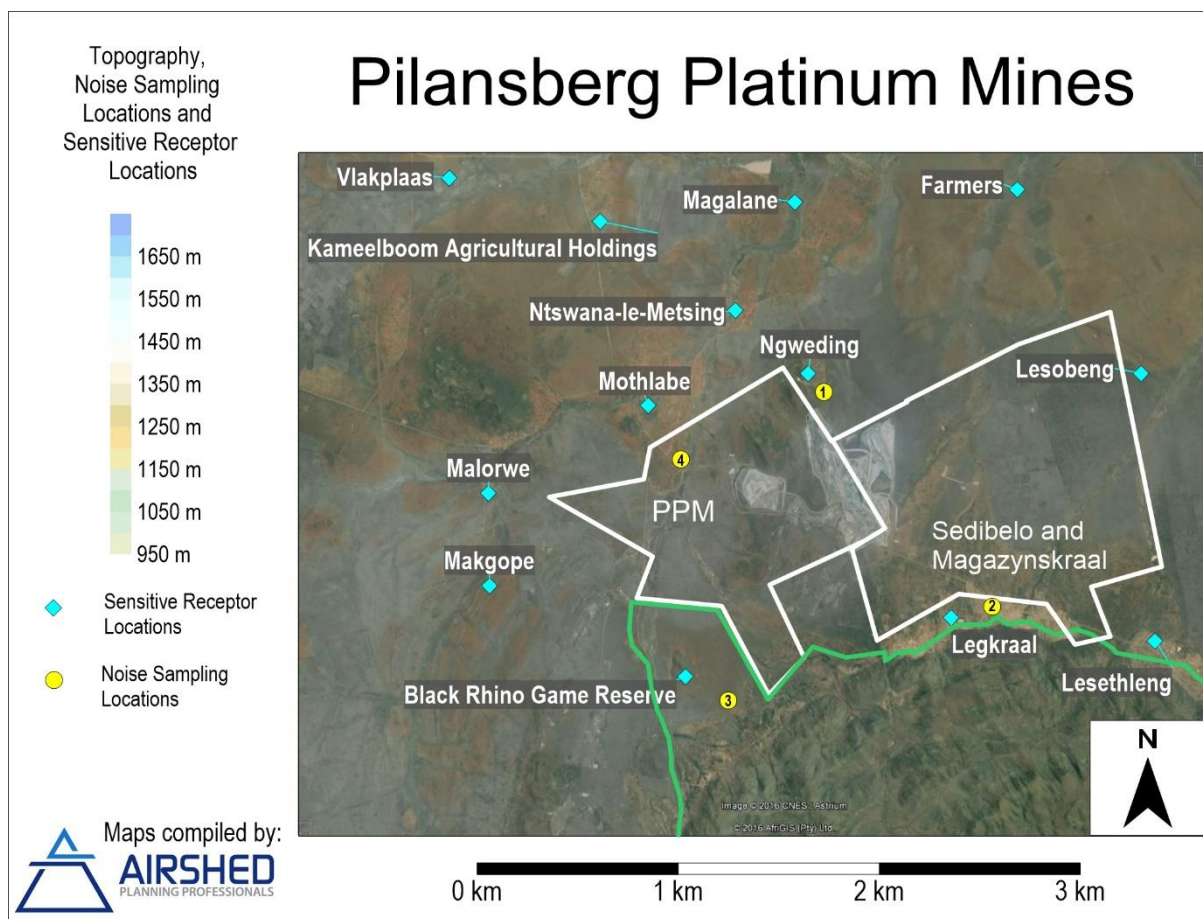 Topography,
Noise Sampling
Locations and
Sensitive Receptor
Locations
Pilansberg Platinum Mines
1650 m
1550 m
1450 m
1350 m
1250 m
1150 m
1050 m
950 m
Sensitive Receptor
Locations
Noise Sampling
Locations
Vlakplaas
Magalane
Farmers
Kameelboom Agricultural Holdings
Ntswana-le-Metsing
Ngweding
Lesobeng
Mothlabe
1
4
Malorwe
PPM
Sedibelo and
Magazynskraal
Makgope
2
Legkraal
Black Rhino Game Reserve
3
Lesethleng
N
Image © 2016 CNES / Astrium
© 2016 AfriGIS (Pty) Ltd.
Maps compiled by:
AIRSHED
PLANNING PROFESSIONALS
0 km 1 km 2 km 3 km